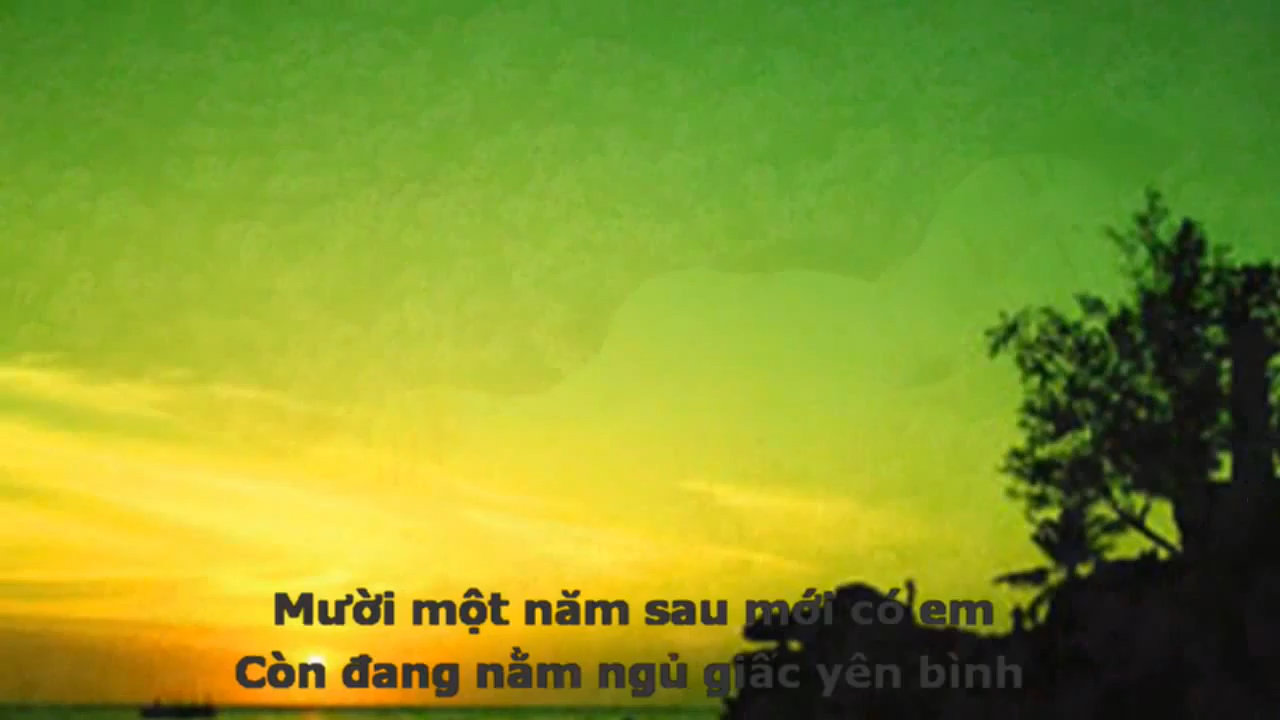 Mười một năm sau mới có em
Còn đang nằm ngủ giấc yên bình